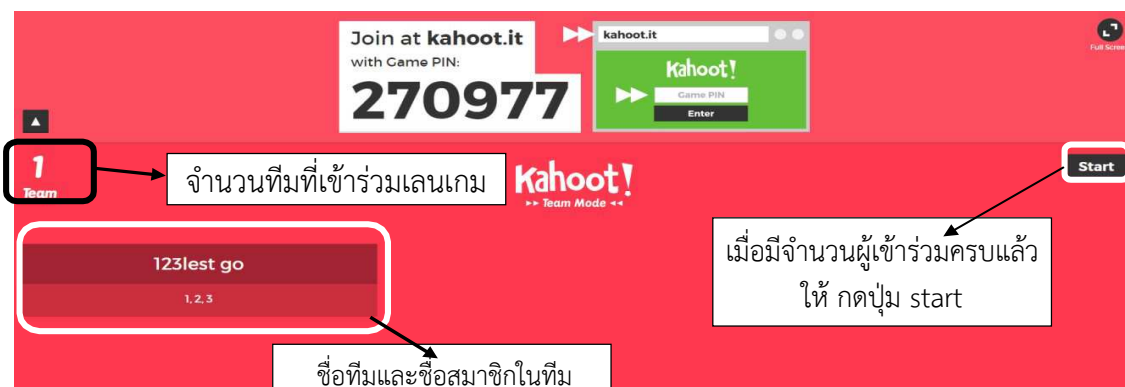 Join at kahoot.it
with Game PIN:
270977
kahoot.it
Kahoot!
Game PIN
Enter
Full Scree
1
Team
จำนวนทีมที่เข้าร่วมเลนเกม
Kahoot!
Team Mode
Start
เมื่อมีจำนวนผู้เข้าร่วมครบแล้ว
ให้ กดปุ่ม start
123lest go
1, 2, 3
ชื่อทีมและชื่อสมาชิกในทีม